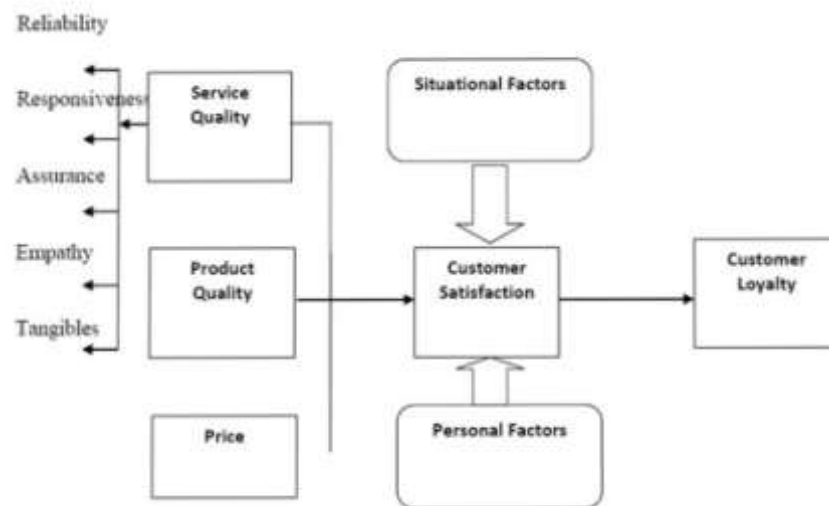 Reliability
Responsiveness
Assurance
Empathy
Tangibles
Service
Quality
Product
Quality
Price
Situational Factors
Customer
Satisfaction
Personal Factors
Customer
Loyalty